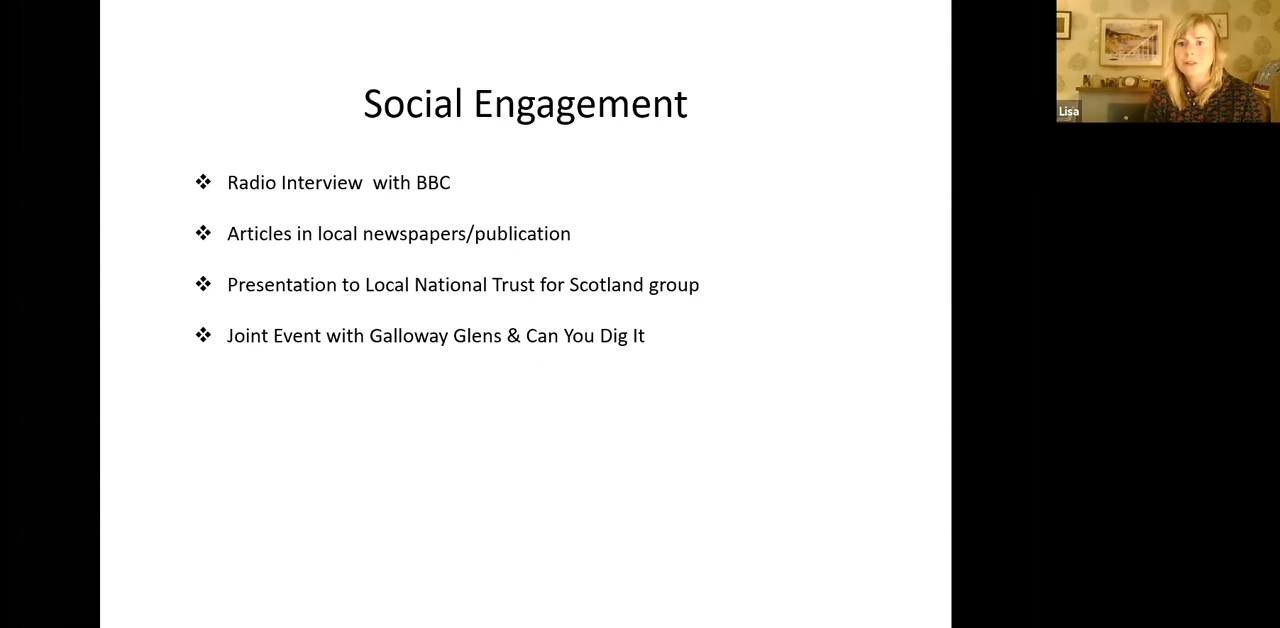 Social Engagement
❖ Radio Interview  with BBC
❖ Articles in local newspapers/publication
❖ Presentation to Local National Trust for Scotland group
❖ Joint Event with Galloway Glens & Can You Dig It
Lisa